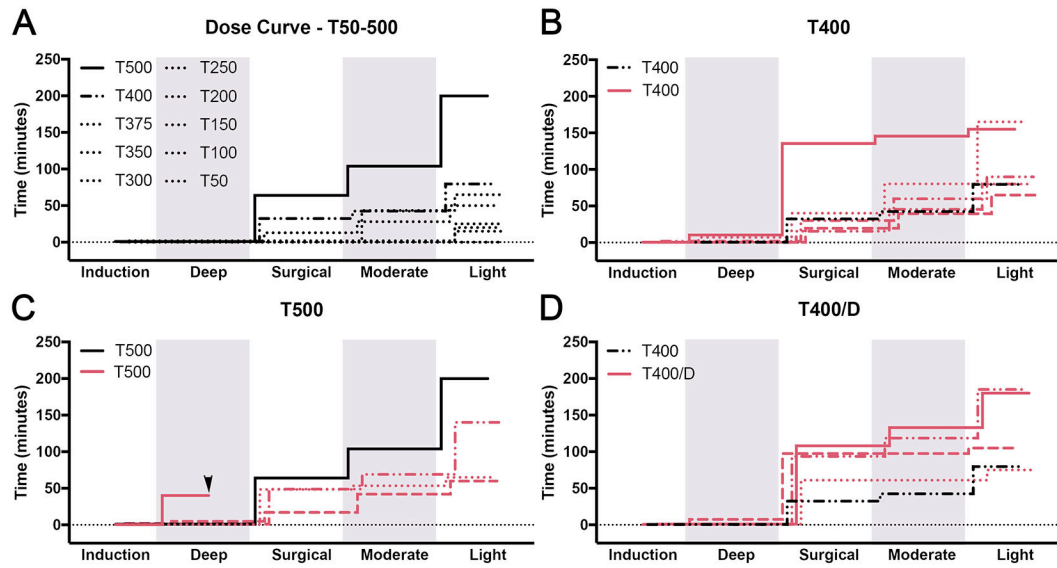 A
Dose Curve - T50-500
Time (minutes)
250
200
150
100
50
0
T500
T400
T375
T350
T300
T250
T200
T150
T100
T50
Induction Deep Surgical Moderate Light
B
T400
Time (minutes)
250
200
150
100
50
0
T400
T400
Induction Deep Surgical Moderate Light
C
T500
Time (minutes)
250
200
150
100
50
0
T500
T500
Induction Deep Surgical Moderate Light
D
T400/D
Time (minutes)
250
200
150
100
50
0
T400
T400/D
Induction Deep Surgical Moderate Light